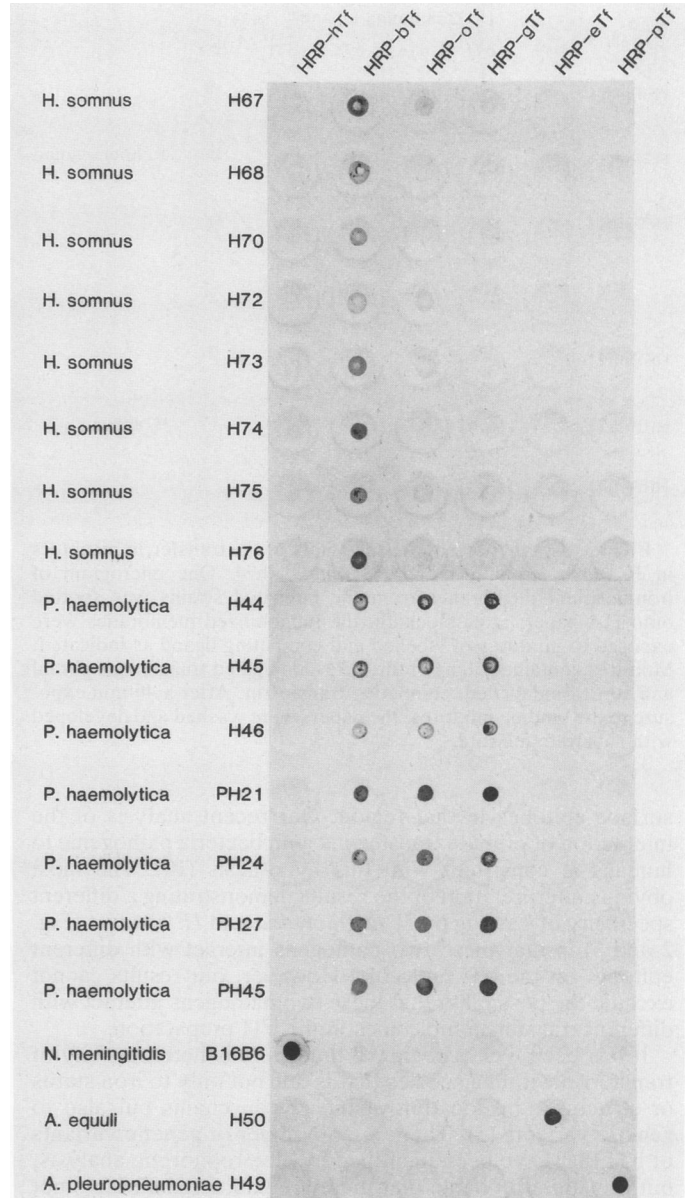 HRP-hTf HRP-bTf HRP-oTf HRP-gTf HRP-eTf HRP-pTf
H. somnus H67
H. somnus H68
H. somnus H70
H. somnus H72
H. somnus H73
H. somnus H74
H. somnus H75
H. somnus H76
P. haemolytica H44
P. haemolytica H45
P. haemolytica H46
P. haemolytica PH21
P. haemolytica PH24
P. haemolytica PH27
P. haemolytica PH45
N. meningitidis B16B6
A. equuli H50
A. pleuropneumoniae H49